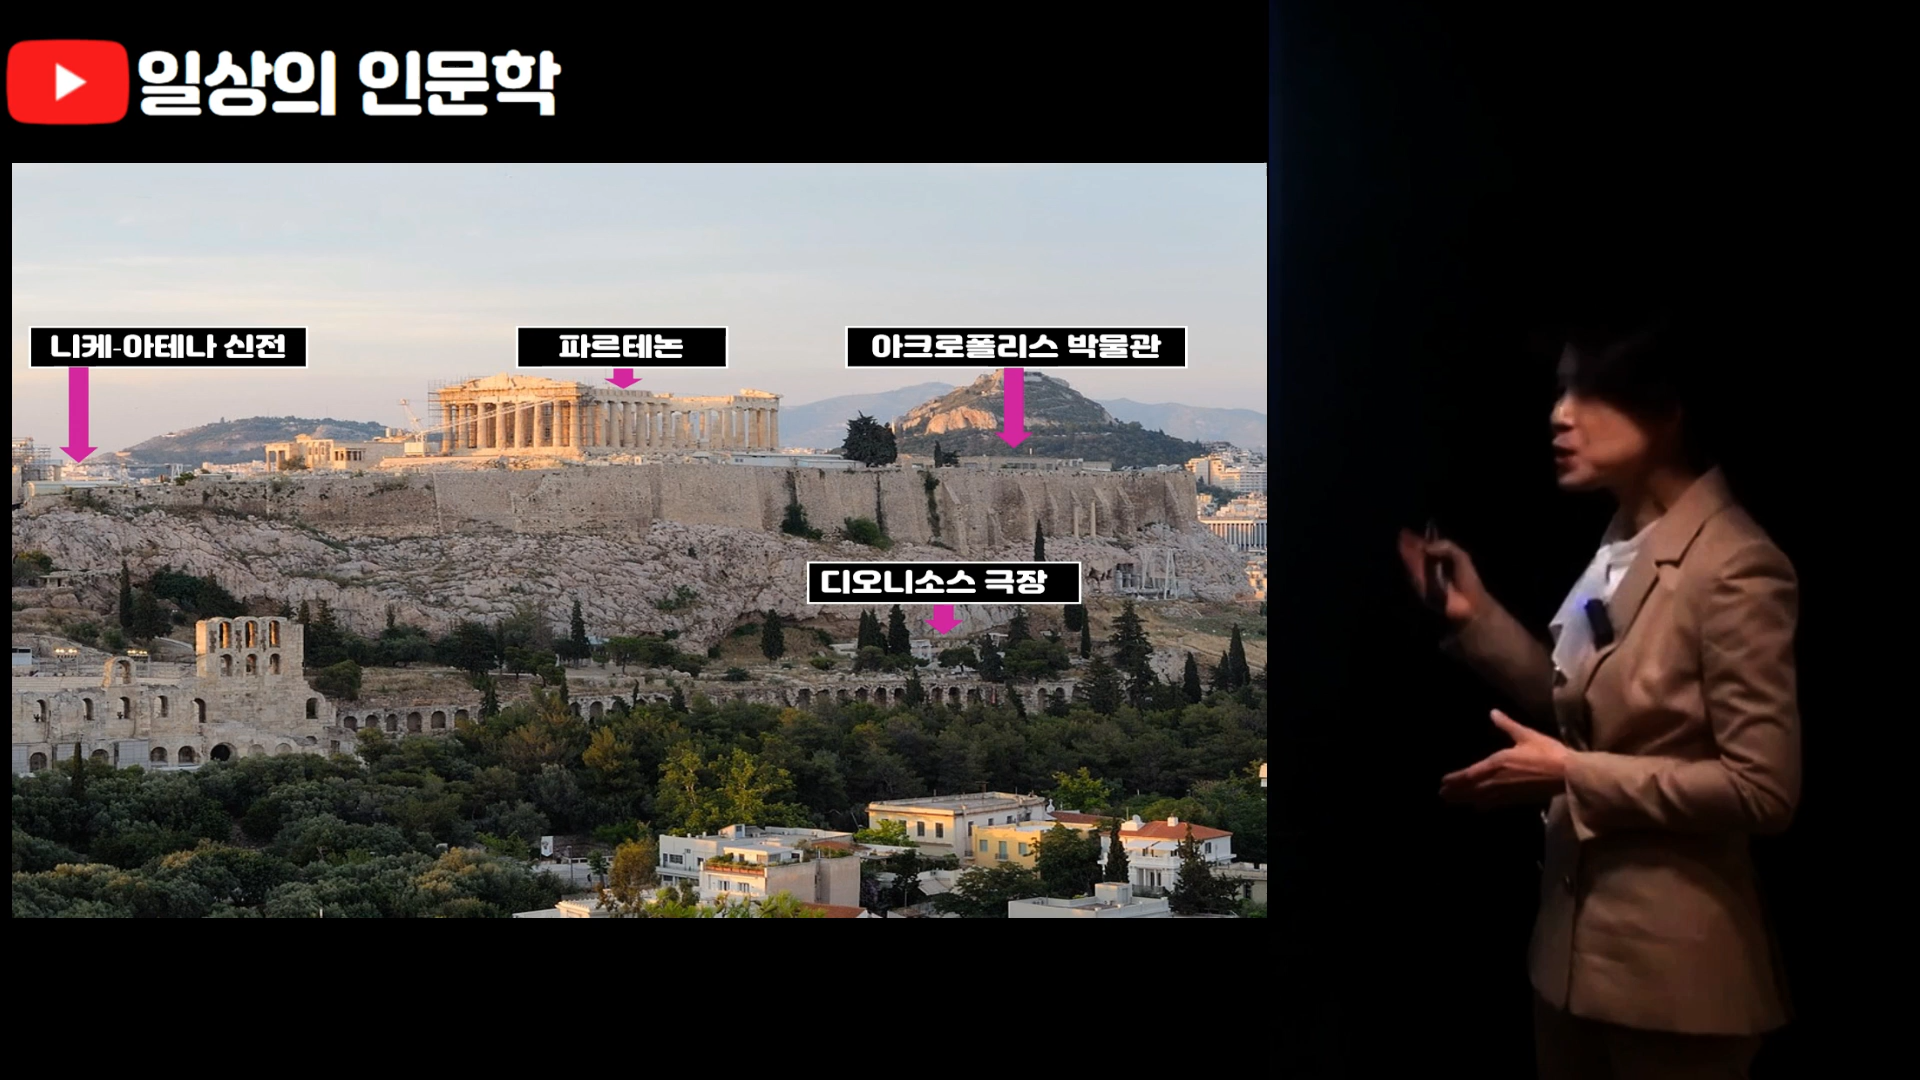 일상의 인문학
니케-아테나 신전
파르테논
아크로폴리스 박물관
디오니소스 극장